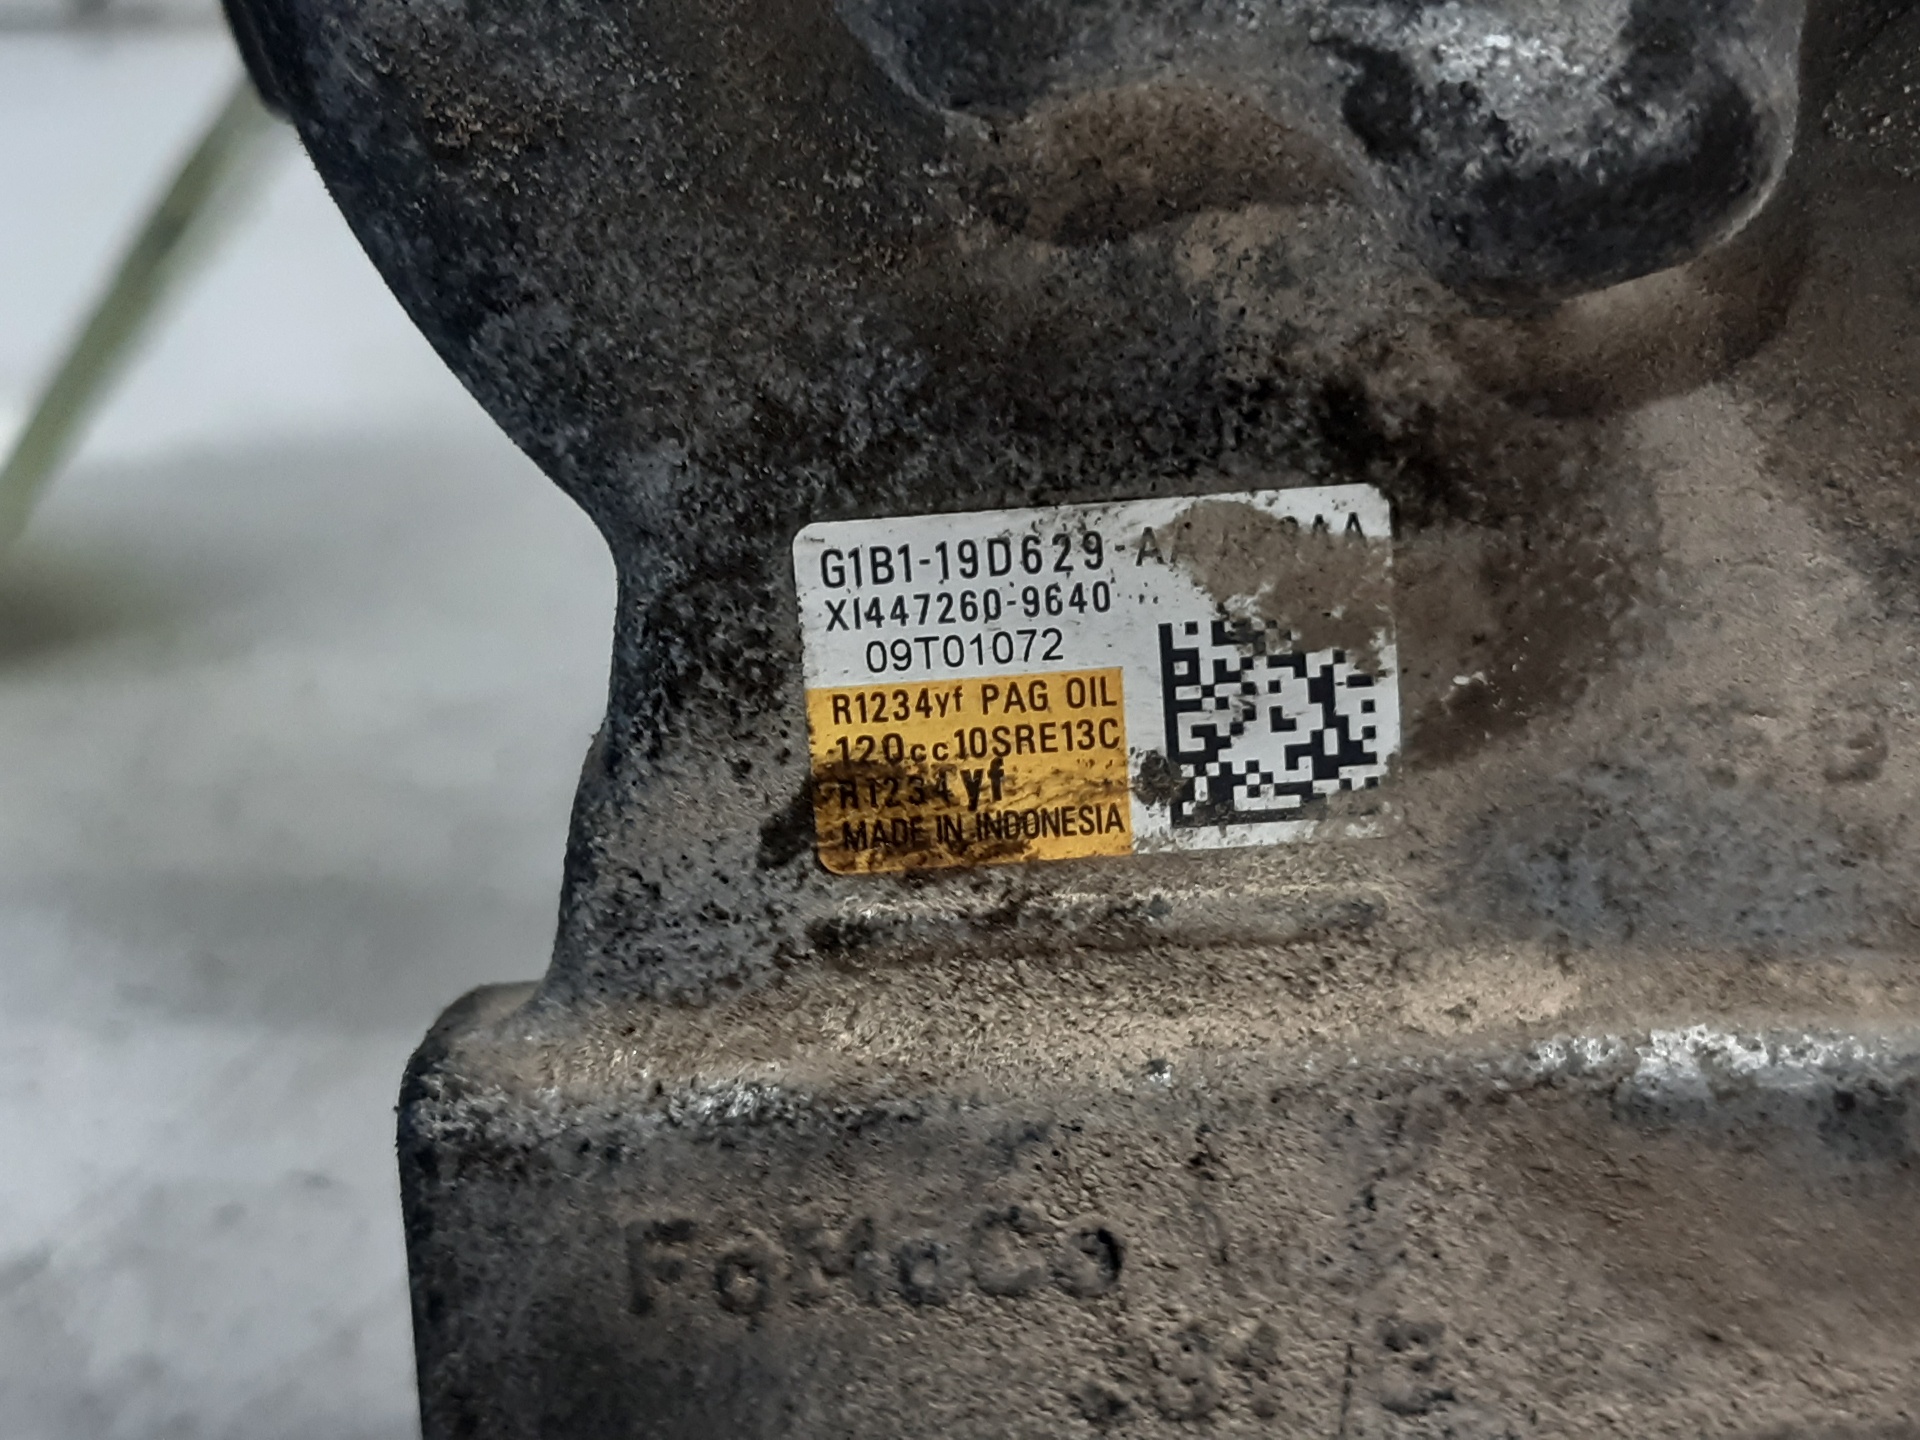 G1B1-19D629-A
XI447260-9640
09T01072
R1234yf PAG OIL
120cc10SRE13C
R1234yf
MADE IN INDONESIA
FoMoCo